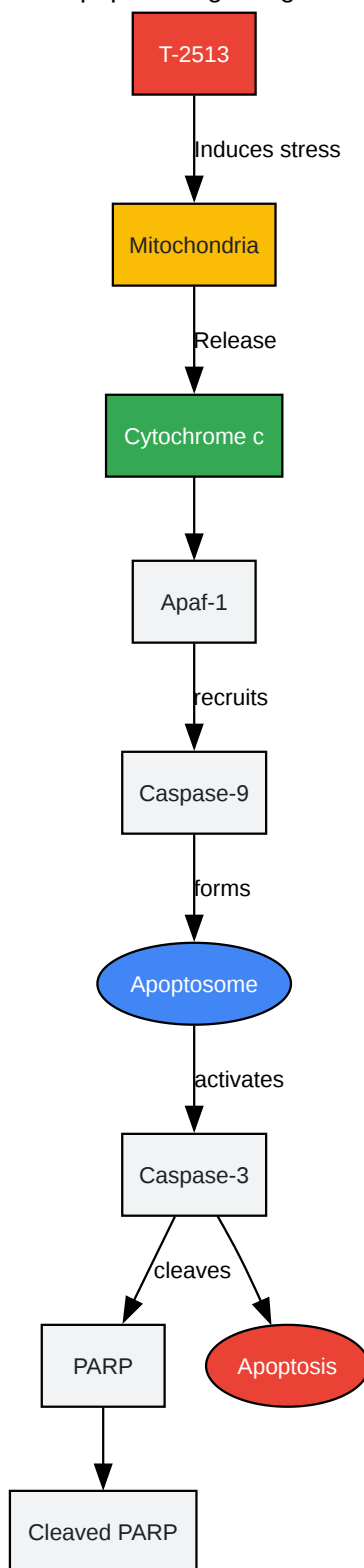 T-2513
Induces stress
Mitochondria
Release
Cytochrome c
Apaf-1
recruits
Caspase-9
forms
Apoptosome
activates
Caspase-3
cleaves
PARP
Apoptosis
Cleaved PARP